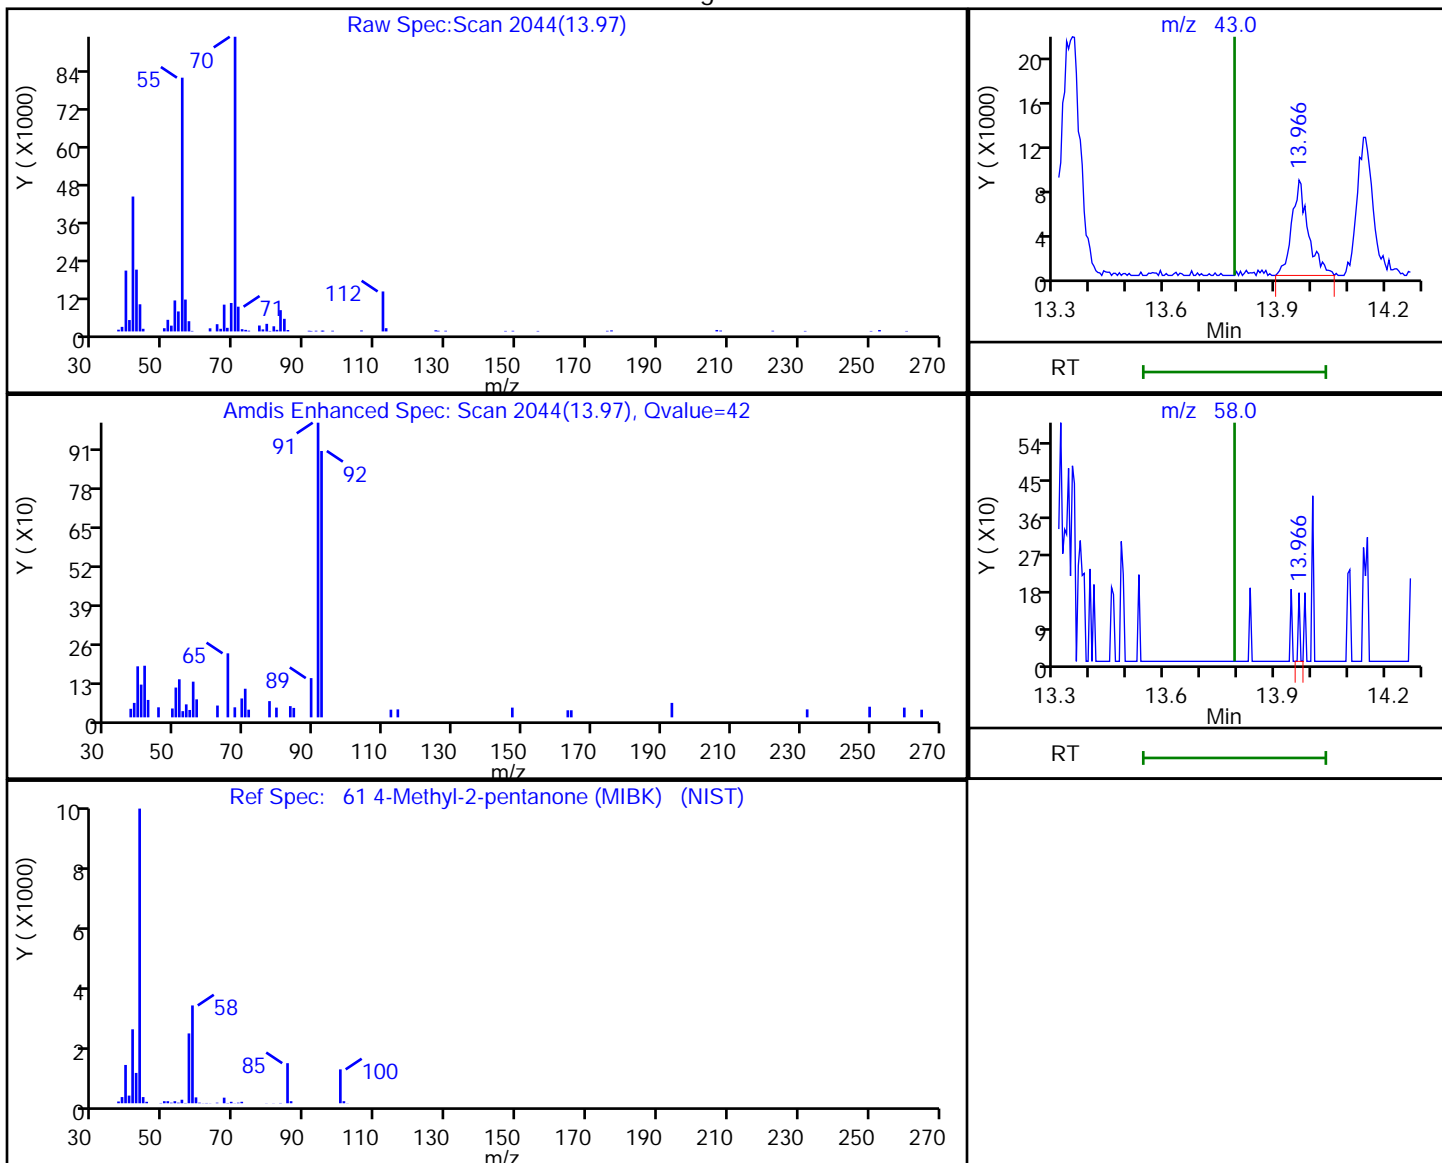 Raw Spec:Scan 2044(13.97)
Y ( X1000)
84
72
60
48
36
24
12
0
55
70
71
112
30 50 70 90 110 130 150 170 190 210 230 250 270
m/z
m/z 43.0
Y ( X1000)
20
16
12
8
4
0
13.966
13.3 13.6 13.9 14.2
Min
RT
Amdis Enhanced Spec: Scan 2044(13.97), Qvalue=42
Y ( X10)
91
78
65
52
39
26
13
0
91
92
65
89
30 50 70 90 110 130 150 170 190 210 230 250 270
m/z
m/z 58.0
Y ( X10)
54
45
36
27
18
9
0
13.966
13.3 13.6 13.9 14.2
Min
RT
Ref Spec: 61 4-Methyl-2-pentanone (MIBK) (NIST)
Y ( X1000)
10
8
6
4
2
0
58
85
100
30 50 70 90 110 130 150 170 190 210 230 250 270
m/z